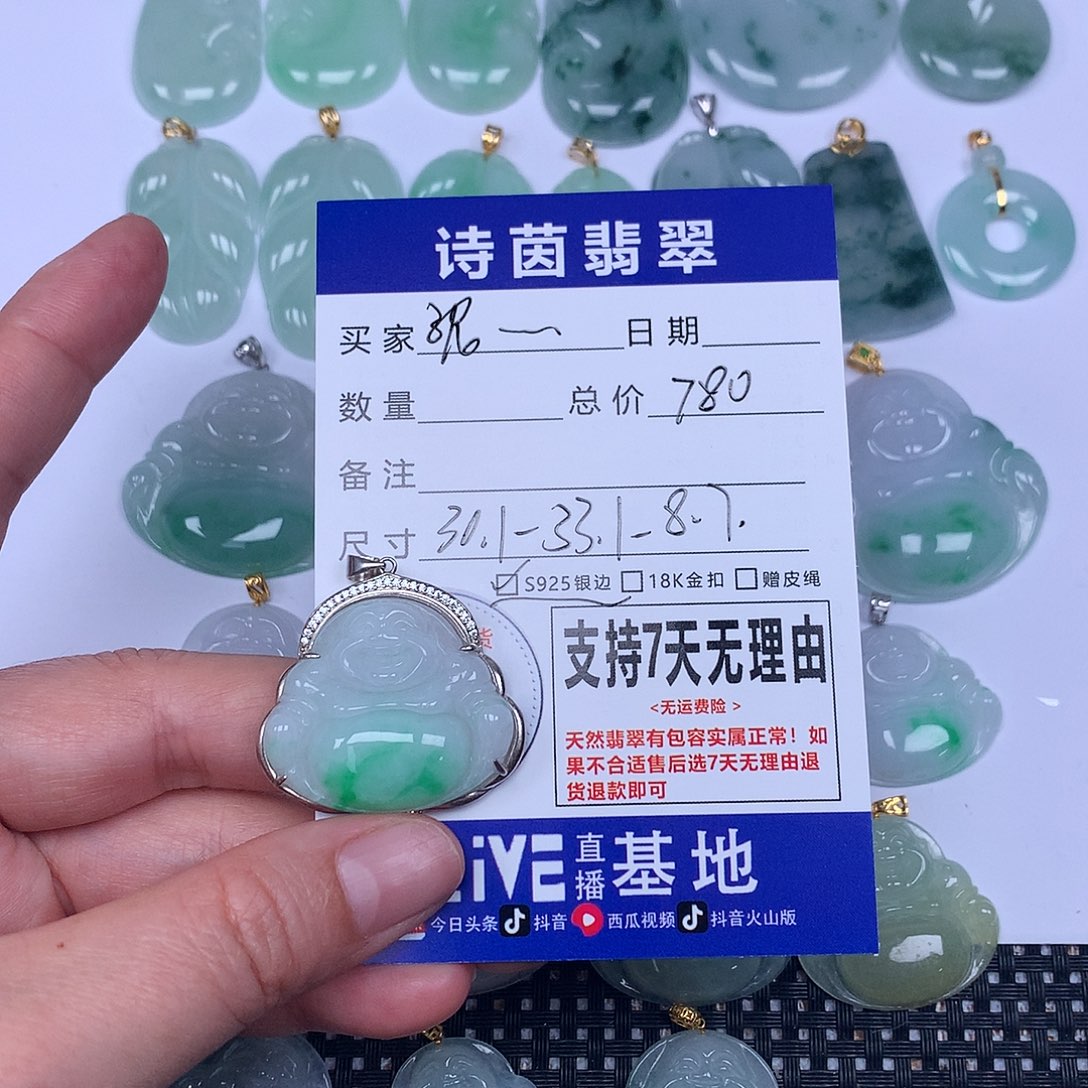 诗茵翡翠
买家 一 日期
数量 总价 780
备注
尺寸 30.1-33.1-8.7.
S925银边 18K金扣 赠皮绳
货
支持7天无理由
<无运费险>
天然翡翠有包容实属正常！如
果不合适售后选7天无理由退
货退款即可
LiVE直播基地
今日头条 抖音 西瓜视频 抖音火山版